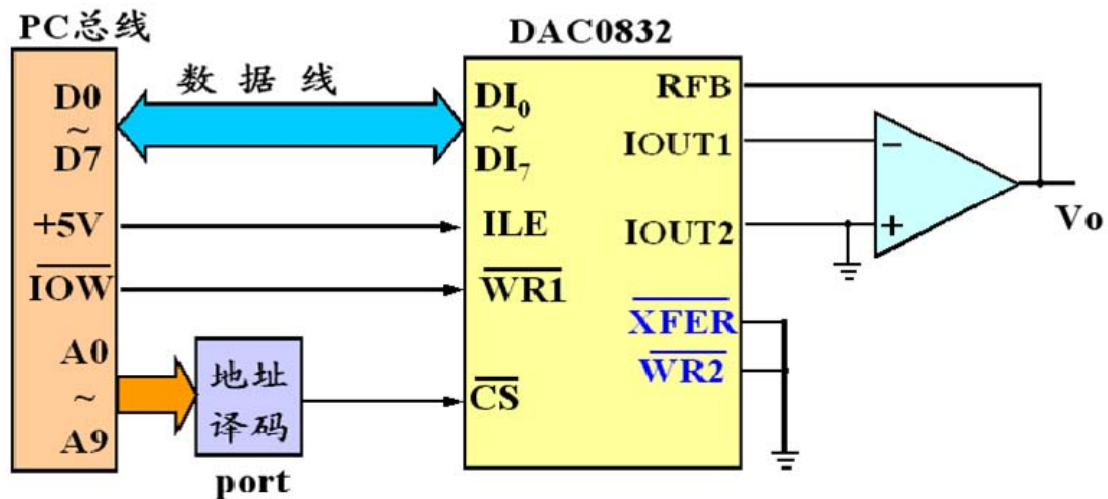 PC总线
DAC0832
数据线
D0
~
D7
+5V
IOW
A0
~
A9
地址
译码
port
DI0
~
DI7
ILE
WR1
CS
RFB
IOUT1
IOUT2
XFER
WR2
−
+
Vo